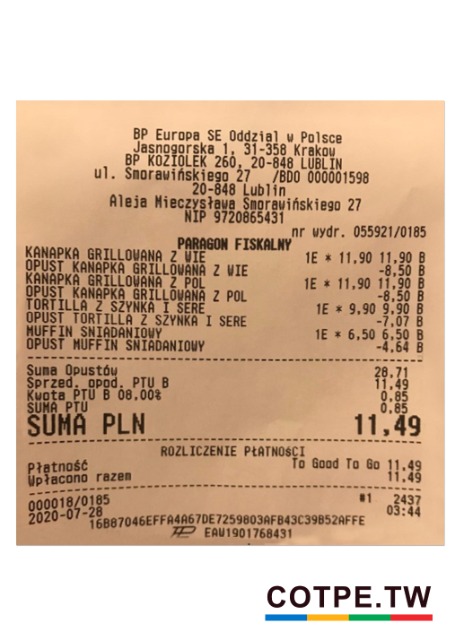 BP Europa SE Oddzial w Polsce
Jasnogorska 1, 31-358 Krakow
BP KOZIOLEK 260, 20-848 LUBLIN
ul. Smorawińskiego 27 /BDO 000001598
20-848 Lublin
Aleja Mieczysława Smorawińskiego 27
NIP 9720865431
nr wydr. 055921/0185
PARAGON FISKALNY
KANAPKA GRILLOWANA Z WIE 1E * 11,90 11,90 B
OPUST KANAPKA GRILLOWANA Z WIE -8,50 B
KANAPKA GRILLOWANA Z POL 1E * 11,90 11,90 B
OPUST KANAPKA GRILLOWANA Z POL -8,50 B
TORTILLA Z SZYNKA I SERE 1E * 9,90 9,90 B
OPUST TORTILLA Z SZYNKA I SERE -7,07 B
MUFFIN SNIADANIOWY 1E * 6,50 6,50 B
OPUST MUFFIN SNIADANIOWY -4,64 B
Suma Opustów 28,71
Sprzed. opod. PTU B 11,49
Kwota PTU B 08,00% 0,85
SUMA PTU 0,85
SUMA PLN 11,49
ROZLICZENIE PŁATNOŚCI
Płatność To Good To Go 11,49
Wpłacono razem 11,49
000018/0185 #1 2437
2020-07-28 03:44
16B87046EFFA4A67DE7259803AFB43C39B52AFFE
EAW1901768431
COTPE.TW